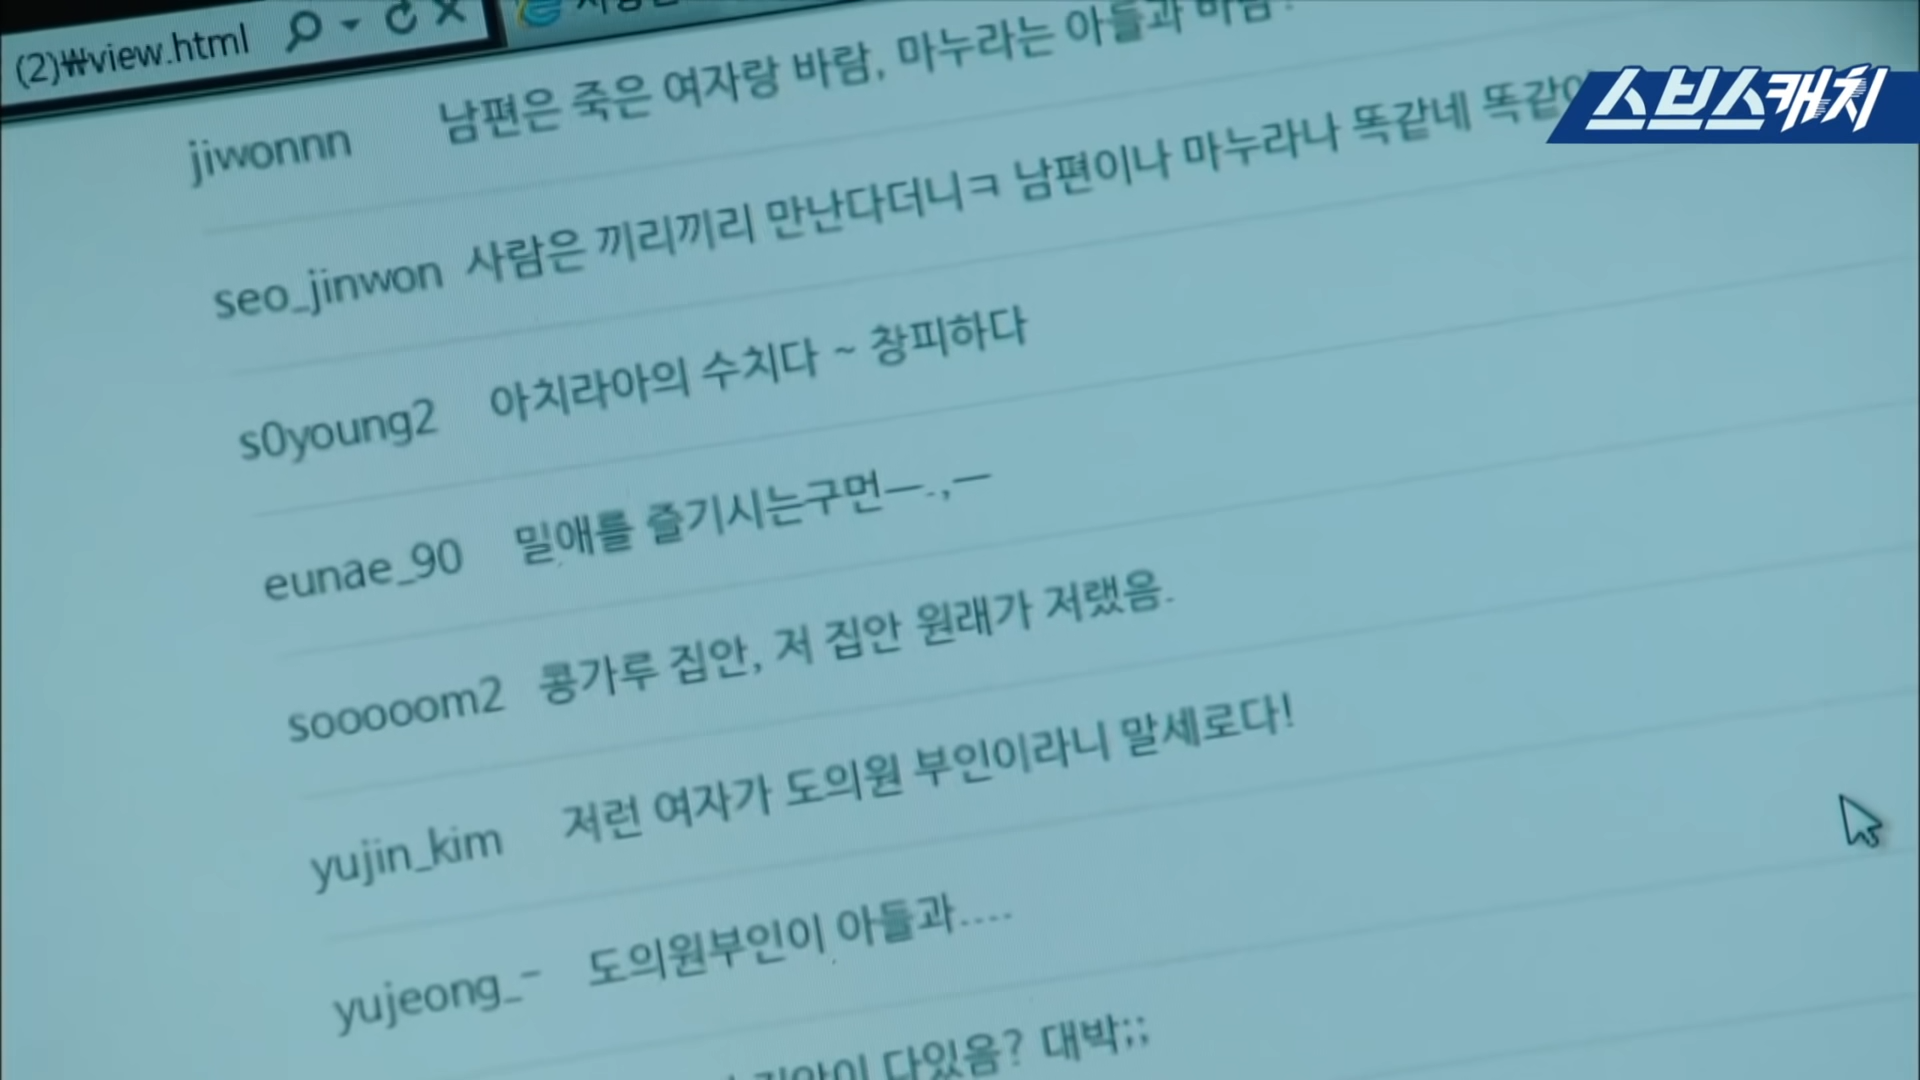 (2)₩view.html
jiwonnn 남편은 죽은 여자랑 바람, 마누라는 아들과 바람?
스브스캐치
seo_jinwon 사람은 끼리끼리 만난다더니ㅋ 남편이나 마누라나 똑같네
s0young2 아치라아의 수치다 ~ 창피하다
eunae_90 밀애를 즐기시는구먼ㅡ.,ㅡ
sooooom2 콩가루 집안, 저 집안 원래가 저랬음.
yujin_kim 저런 여자가 도의원 부인이라니 말세로다!
yujeong_- 도의원부인이 아들과....
다있음? 대박;;